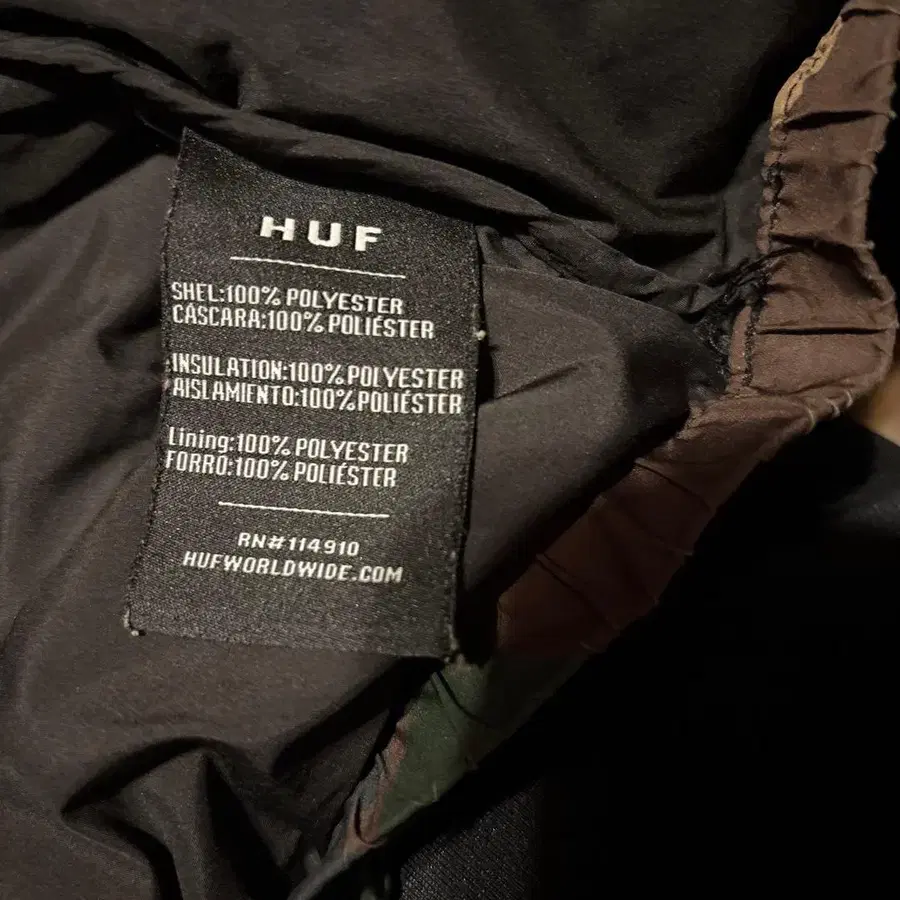 HUF
SHEL:100% POLYESTER
CÁSCARA:100% POLIÉSTER
INSULATION:100% POLYESTER
AISLAMIENTO:100% POLIÉSTER
Lining:100% POLYESTER
FORRO:100% POLIÉSTER
RN#114910
HUFWORLDWIDE.COM